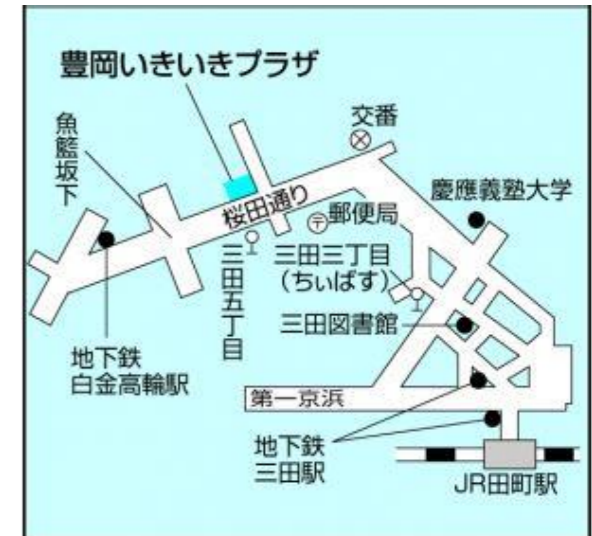 豊岡いきいきプラザ
魚籃坂下
交番
慶應義塾大学
桜田通り
〒郵便局
三田三丁目
(ちぃばす)
三田五丁目
三田図書館
地下鉄
白金高輪駅
第一京浜
地下鉄
三田駅
JR田町駅